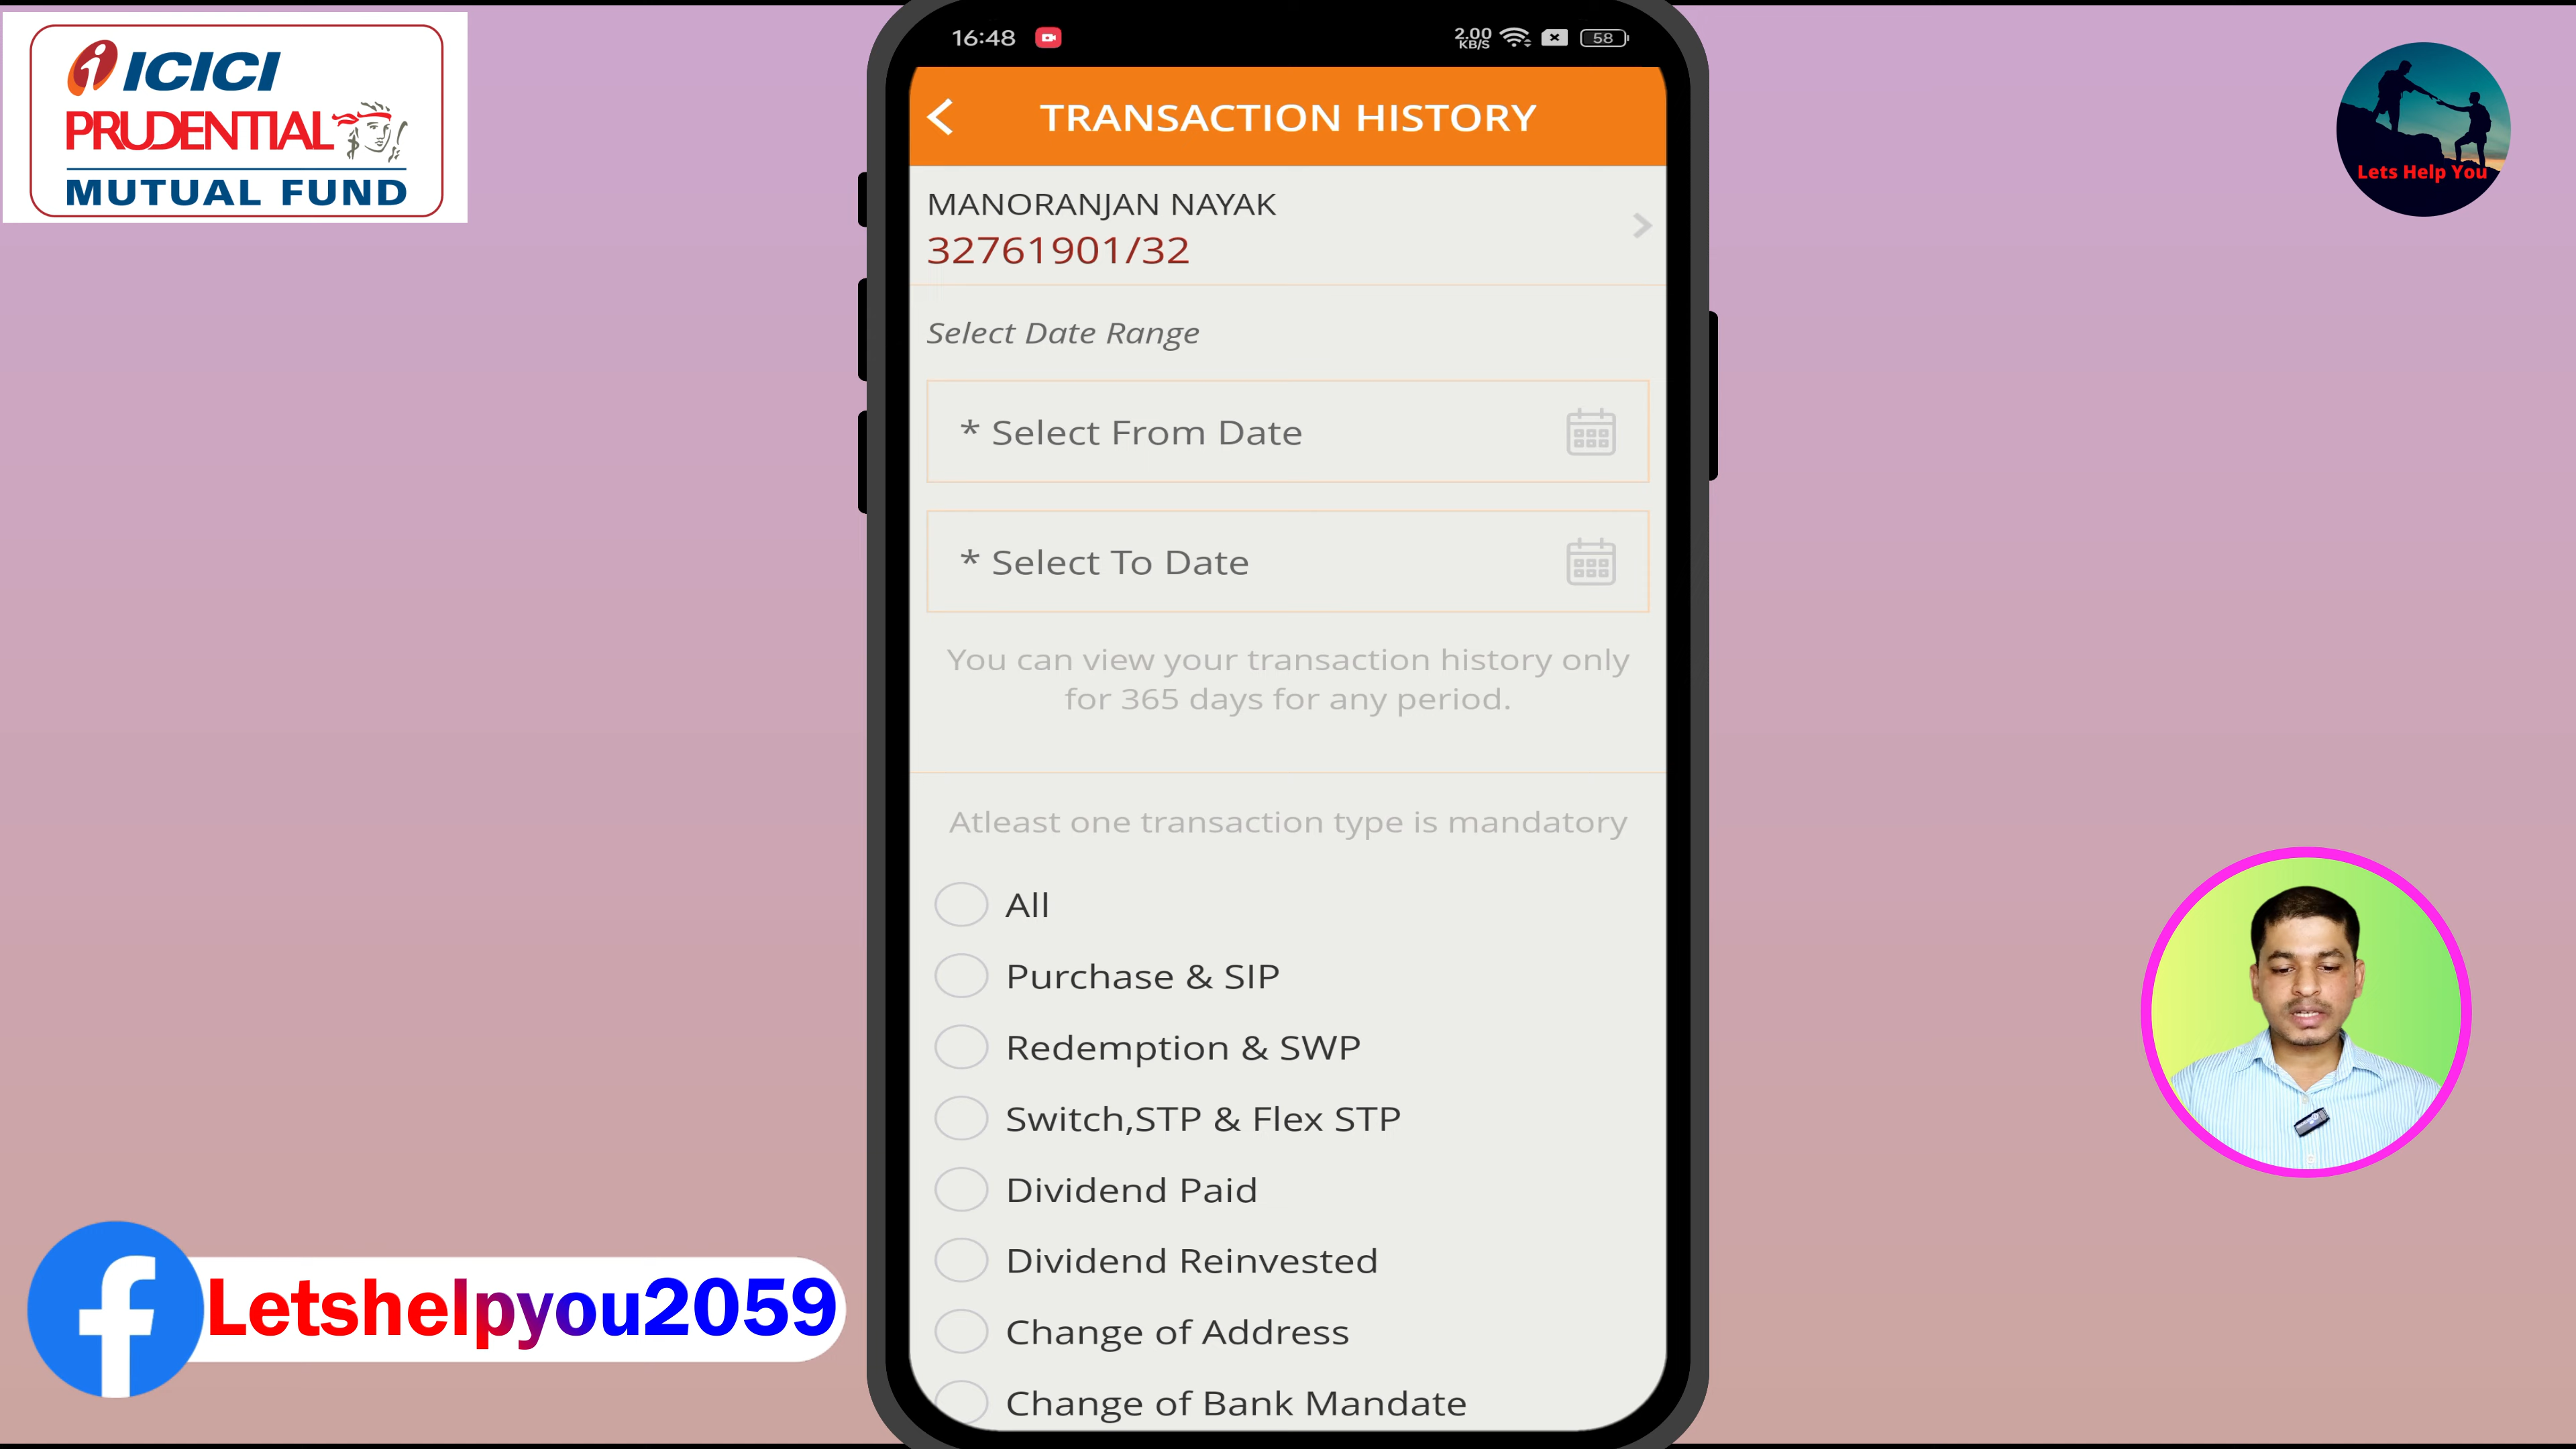 ICICI
PRUDENTIAL
MUTUAL FUND
16:48
2.00
KB/S
58
TRANSACTION HISTORY
MANORANJAN NAYAK
32761901/32
Select Date Range
* Select From Date
* Select To Date
You can view your transaction history only
for 365 days for any period.
Atleast one transaction type is mandatory
All
Purchase & SIP
Redemption & SWP
Switch,STP & Flex STP
Dividend Paid
Dividend Reinvested
Change of Address
Change of Bank Mandate
Lets Help You
Letshelpyou2059